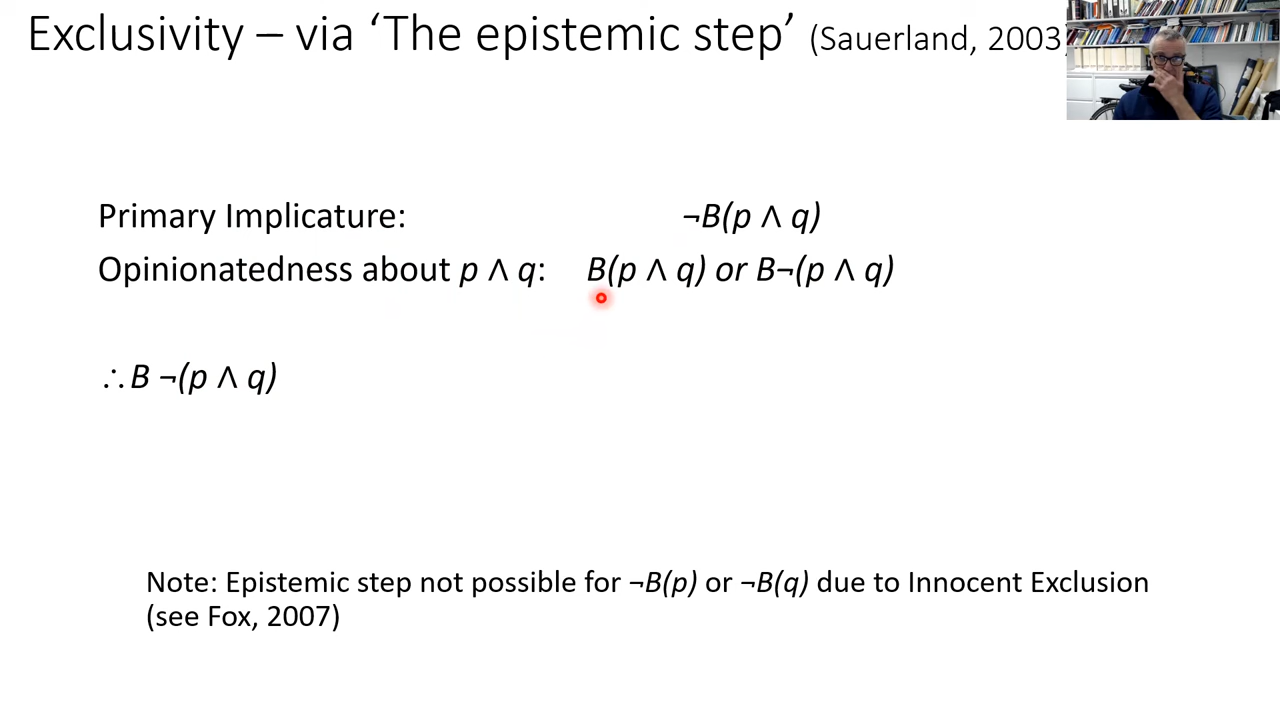 Exclusivity – via ‘The epistemic step’ (Sauerland, 2003
Primary Implicature: ¬B(p ∧ q)
Opinionatedness about p ∧ q: B(p ∧ q) or B¬(p ∧ q)
∴B ¬(p ∧ q)
Note: Epistemic step not possible for ¬B(p) or ¬B(q) due to Innocent Exclusion
(see Fox, 2007)